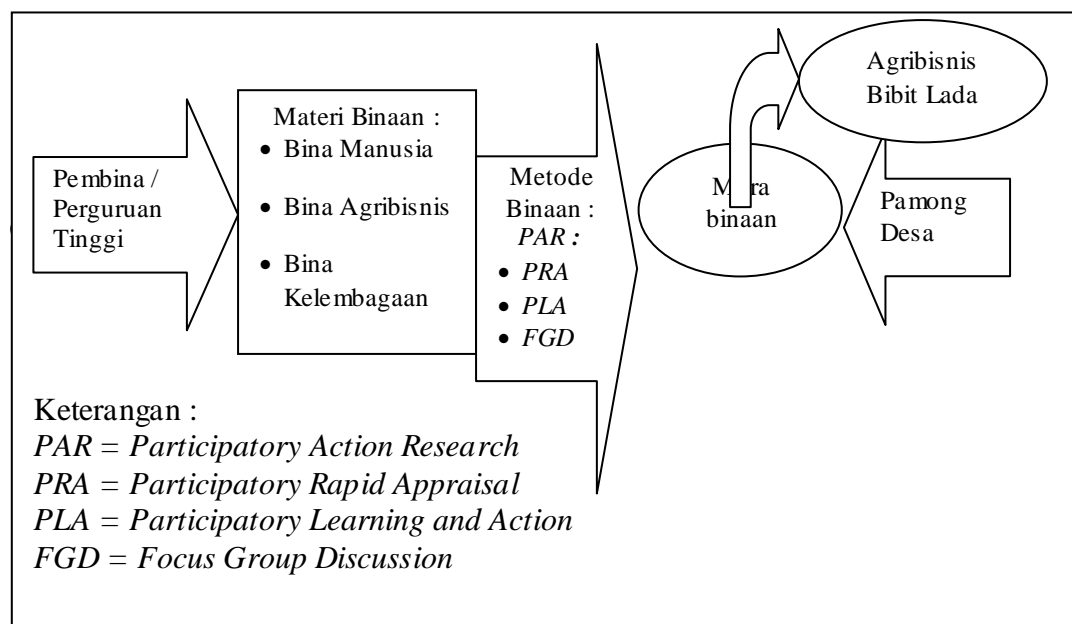 Pembina /
Perguruan
Tinggi
Materi Binaan :
• Bina Manusia
• Bina Agribisnis
• Bina
Kelembagaan
Metode
Binaan :
PAR :
• PRA
• PLA
• FGD
Mitra
binaan
Agribisnis
Bibit Lada
Pamong
Desa
Keterangan :
PAR = Participatory Action Research
PRA = Participatory Rapid Appraisal
PLA = Participatory Learning and Action
FGD = Focus Group Discussion